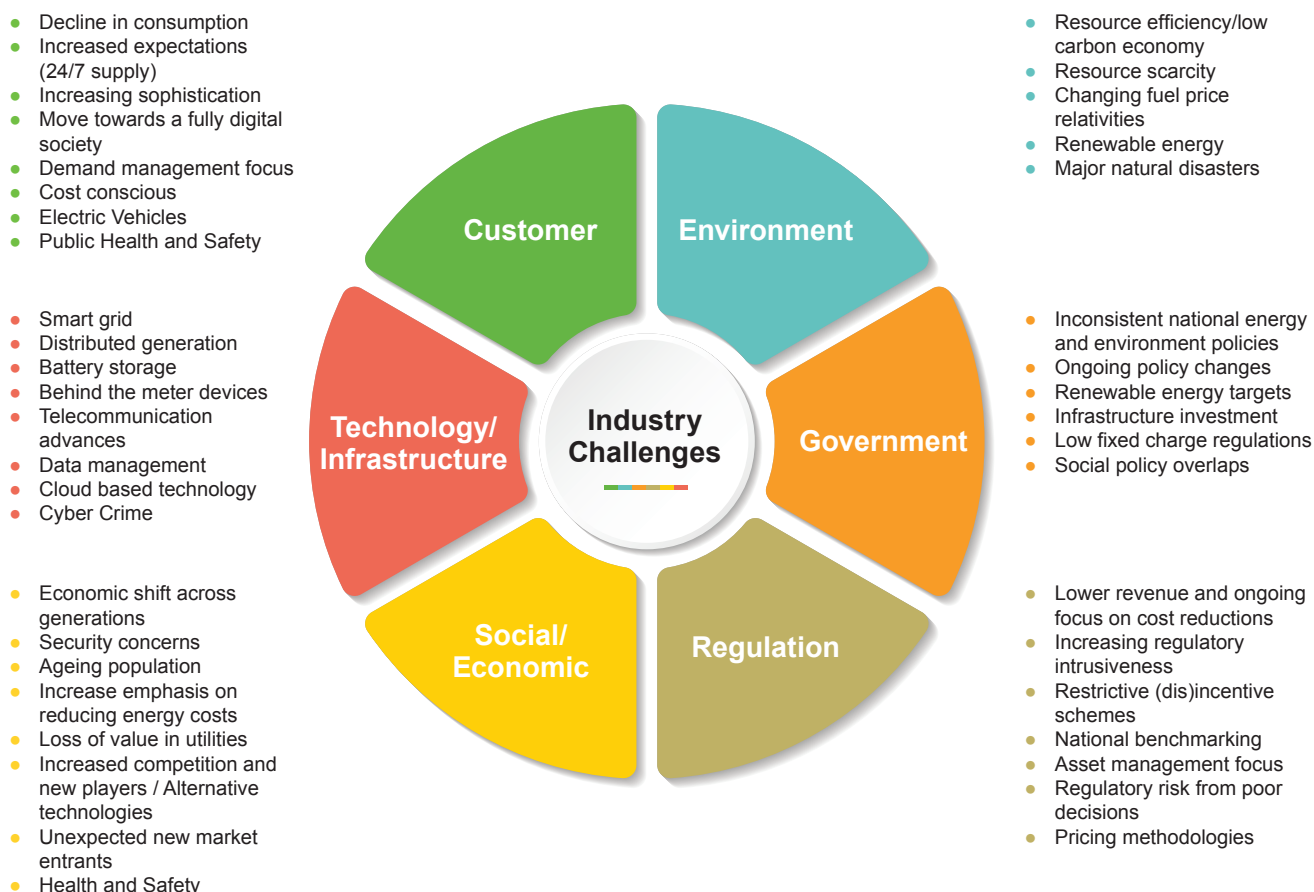 Decline in consumption
Increased expectations
(24/7 supply)
Increasing sophistication
Move towards a fully digital
society
Demand management focus
Cost conscious
Electric Vehicles
Public Health and Safety
Resource efficiency/low
carbon economy
Resource scarcity
Changing fuel price
relativities
Renewable energy
Major natural disasters
Customer
Environment
Smart grid
Distributed generation
Battery storage
Behind the meter devices
Telecommunication
advances
Data management
Cloud based technology
Cyber Crime
Technology/
Infrastructure
Industry
Challenges
Government
Inconsistent national energy
and environment policies
Ongoing policy changes
Renewable energy targets
Infrastructure investment
Low fixed charge regulations
Social policy overlaps
Economic shift across
generations
Security concerns
Ageing population
Increase emphasis on
reducing energy costs
Loss of value in utilities
Increased competition and
new players / Alternative
technologies
Unexpected new market
entrants
Health and Safety
Social/
Economic
Regulation
Lower revenue and ongoing
focus on cost reductions
Increasing regulatory
intrusiveness
Restrictive (dis)incentive
schemes
National benchmarking
Asset management focus
Regulatory risk from poor
decisions
Pricing methodologies